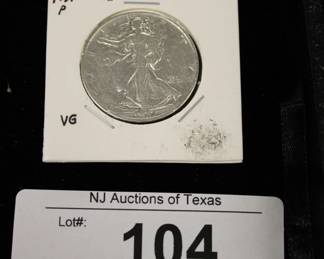 P
VG
NJ Auctions of Texas
Lot#:
104